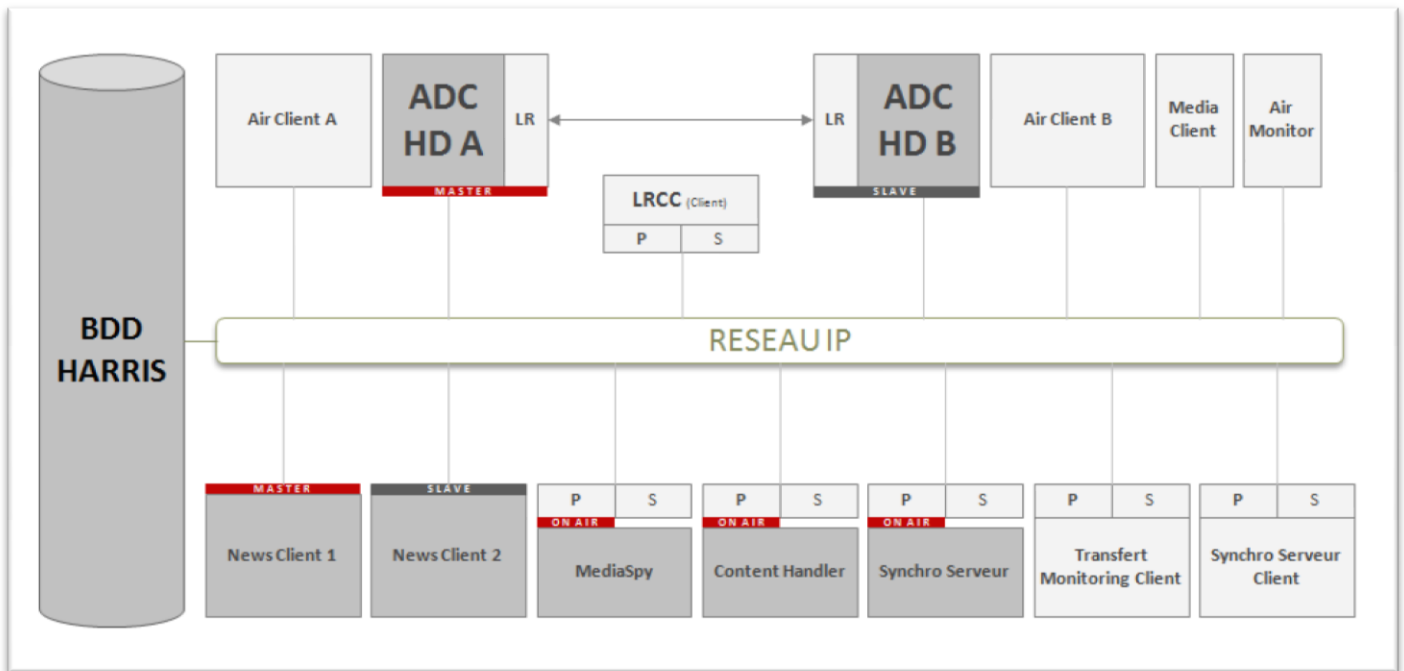 Air Client A
ADC
HD A
LR
MASTER
LR
ADC
HD B
SLAVE
Air Client B
Media
Client
Air
Monitor
LRCC (Client)
P
S
BDD
HARRIS
RESEAU IP
MASTER
News Client 1
SLAVE
News Client 2
P
S
ON AIR
MediaSpy
P
S
ON AIR
Content Handler
P
S
ON AIR
Synchro Serveur
P
S
Transfert
Monitoring Client
P
S
Synchro Serveur
Client